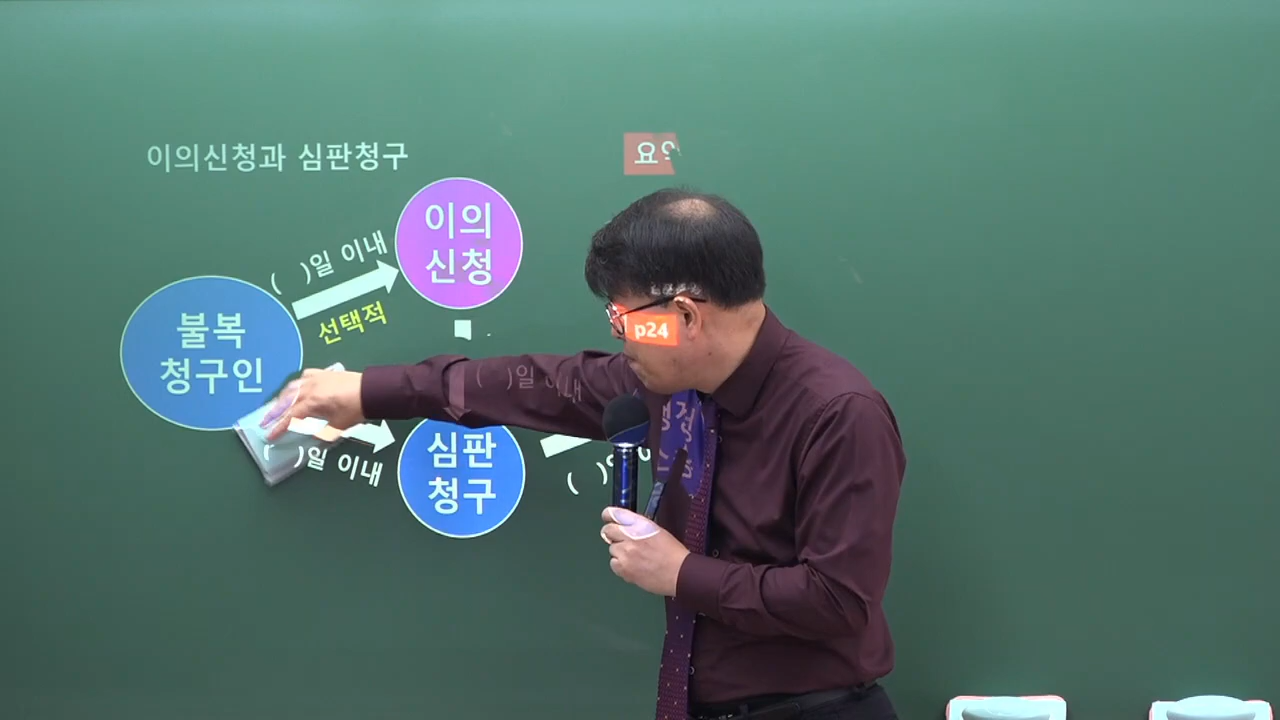 이의신청과 심판청구
요
이의
신청
( )일 이내
선택적
불복
청구인
p24
( )일 이내
( )일 이내
심판
청구
( )